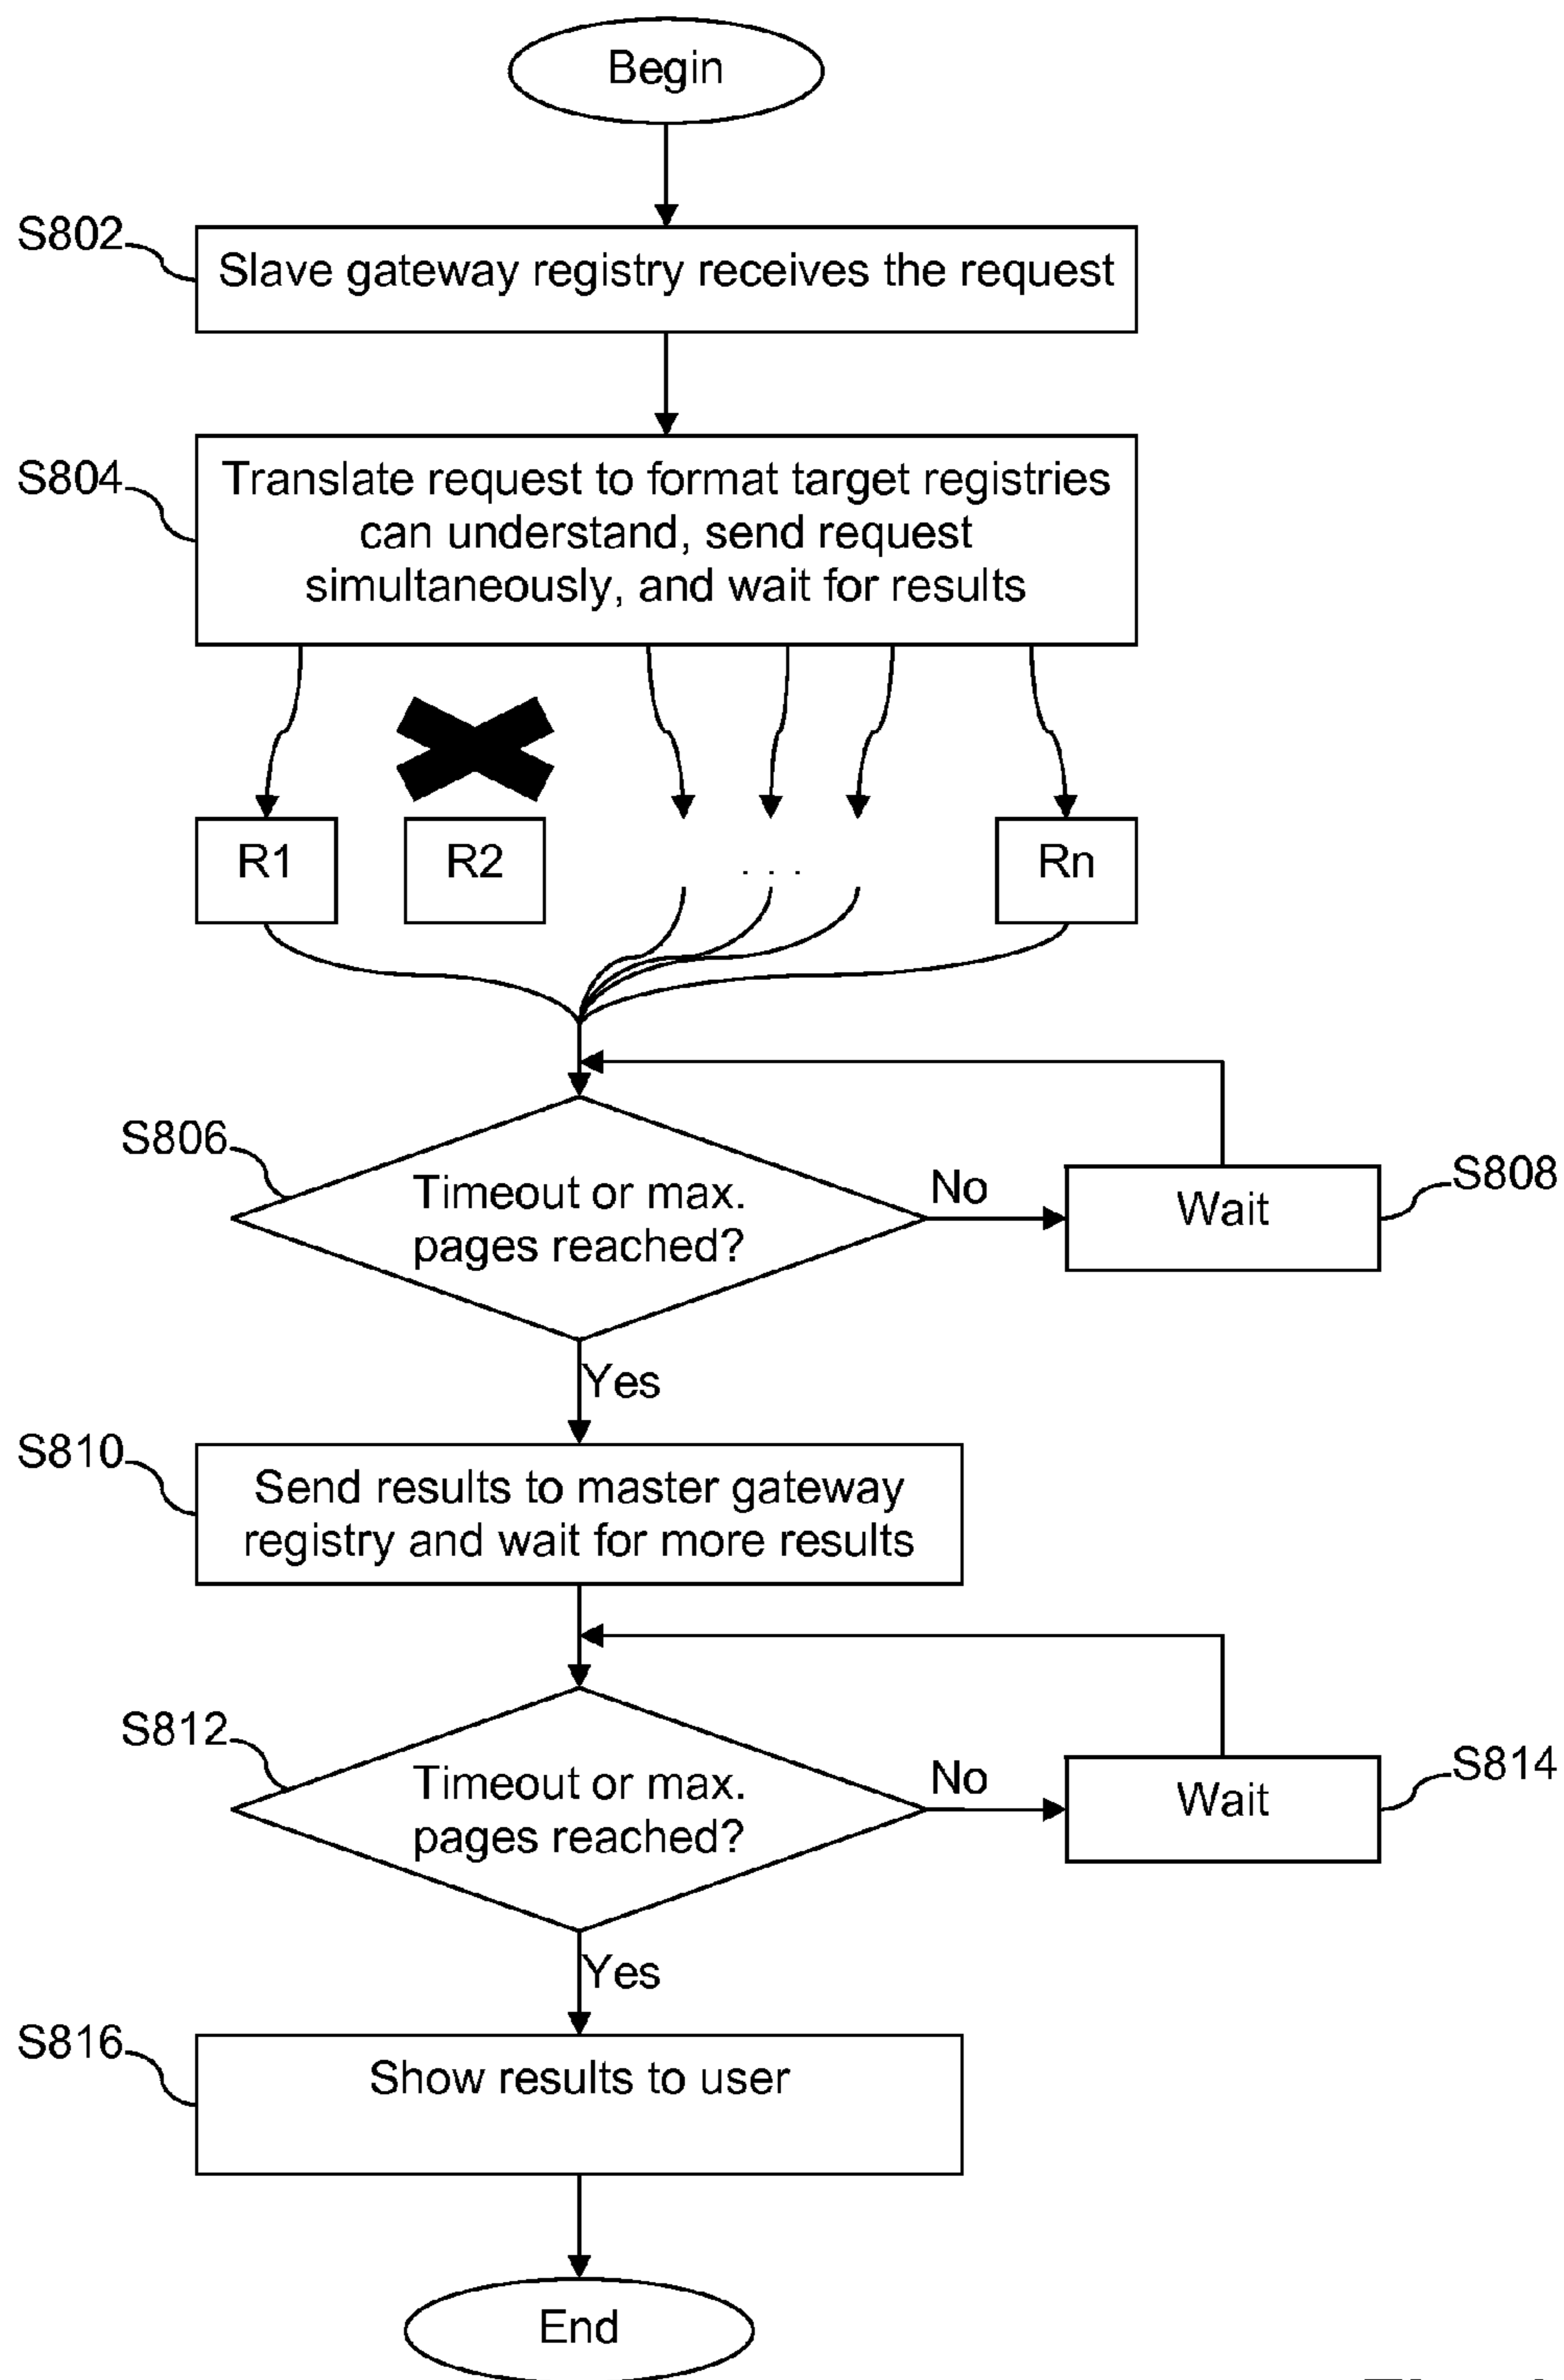 Begin
S802
Slave gateway registry receives the request
S804
Translate request to format target registries
can understand, send request
simultaneously, and wait for results
R1
R2
. . .
Rn
S806
Timeout or max.
pages reached?
No
Wait
S808
Yes
S810
Send results to master gateway
registry and wait for more results
S812
Timeout or max.
pages reached?
No
Wait
S814
Yes
S816
Show results to user
End